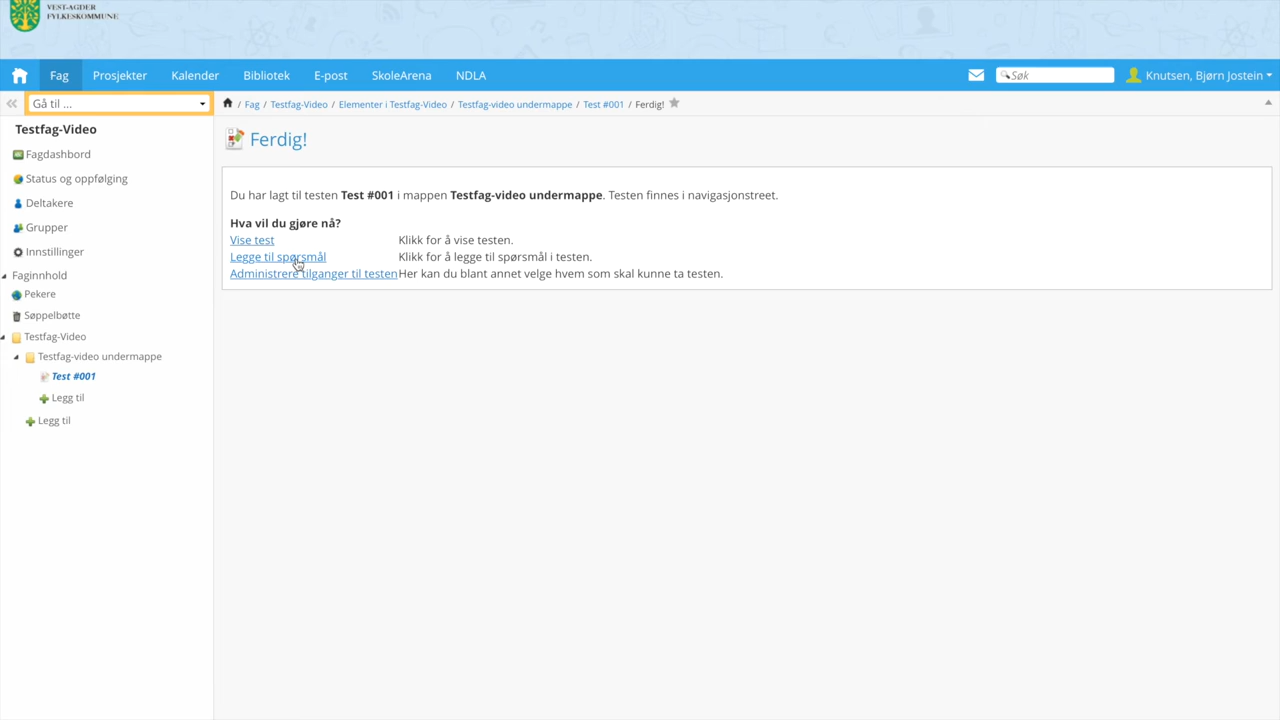 VEST-AGDER
FYLKESKOMMUNE
Fag Prosjekter Kalender Bibliotek E-post SkoleArena NDLA Søk Knutsen, Bjørn Jostein
Gå til ... / Fag / Testfag-Video / Elementer i Testfag-Video / Testfag-video undermappe / Test #001 / Ferdig!
Testfag-Video
Fagdashbord
Status og oppfølging
Deltakere
Grupper
Innstillinger
Faginnhold
Pekere
Søppelbøtte
Testfag-Video
Testfag-video undermappe
Test #001
Legg til
Legg til
Ferdig!
Du har lagt til testen Test #001 i mappen Testfag-video undermappe. Testen finnes i navigasjonstreet.
Hva vil du gjøre nå?
Vise test Klikk for å vise testen.
Legge til spørsmål Klikk for å legge til spørsmål i testen.
Administrere tilganger til testen Her kan du blant annet velge hvem som skal kunne ta testen.